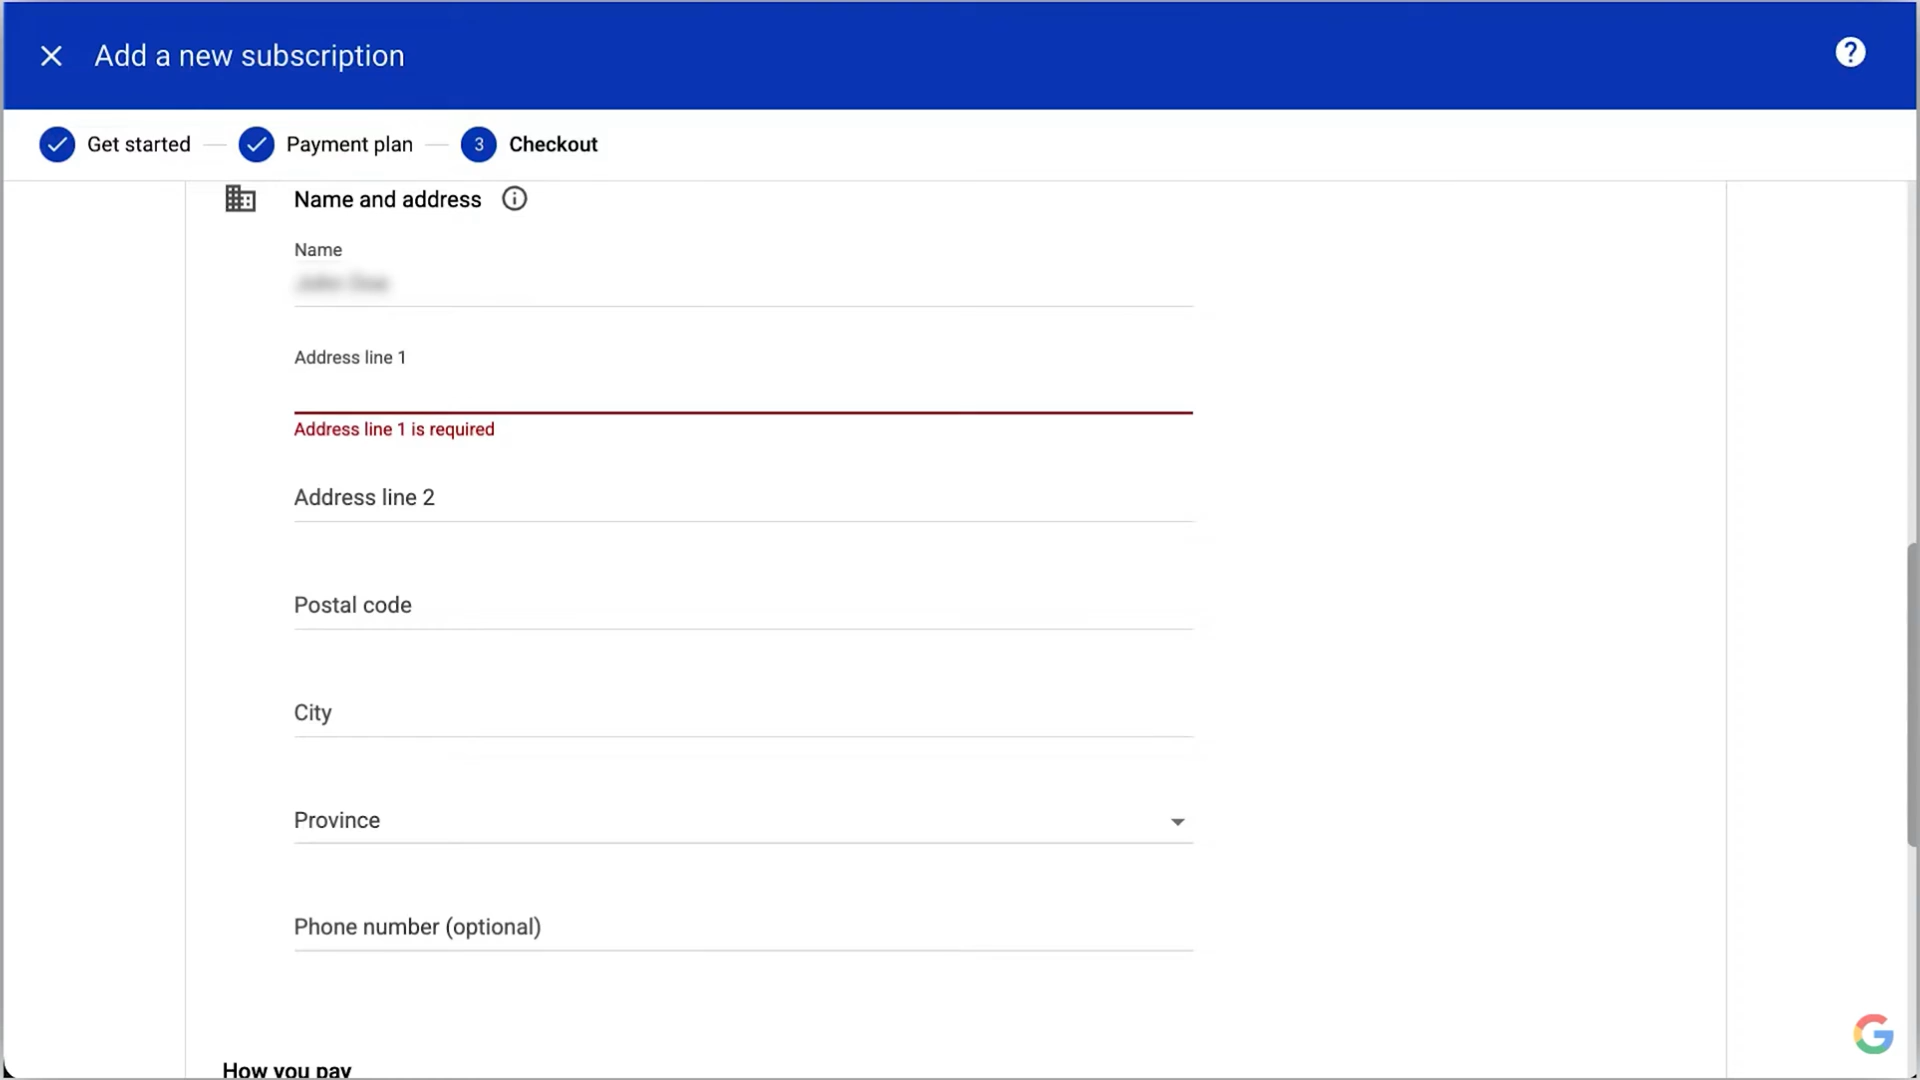 Add a new subscription
?
Get started
Payment plan
3 Checkout
Name and address
Name
Address line 1
Address line 1 is required
Address line 2
Postal code
City
Province
Phone number (optional)
How you pay